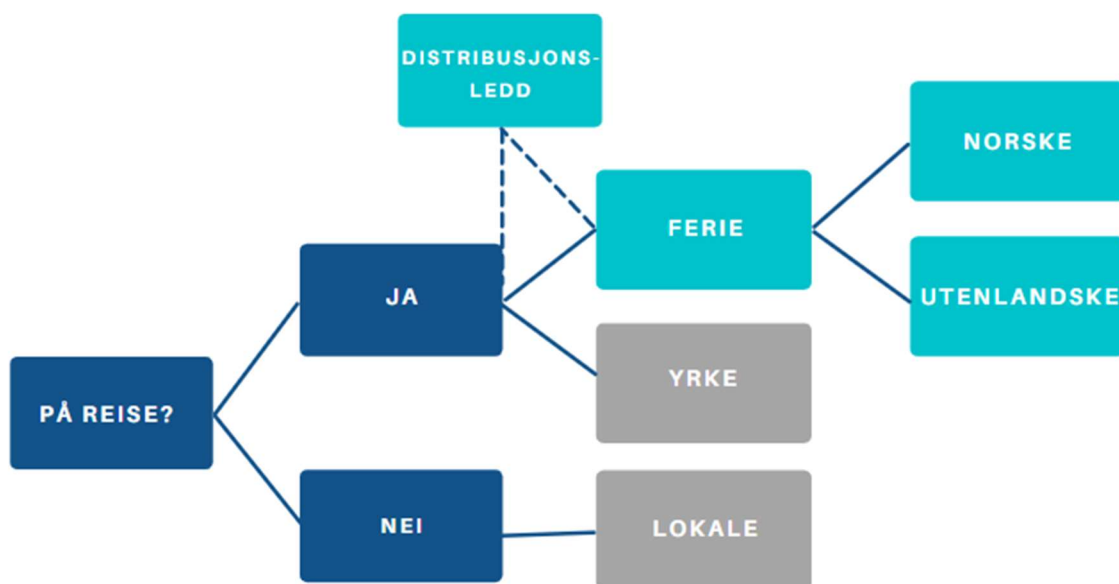 DISTRIBUSJONS-
LEDD
NORSKE
FERIE
UTENLANDSKE
JA
YRKE
PÅ REISE?
NEI
LOKALE